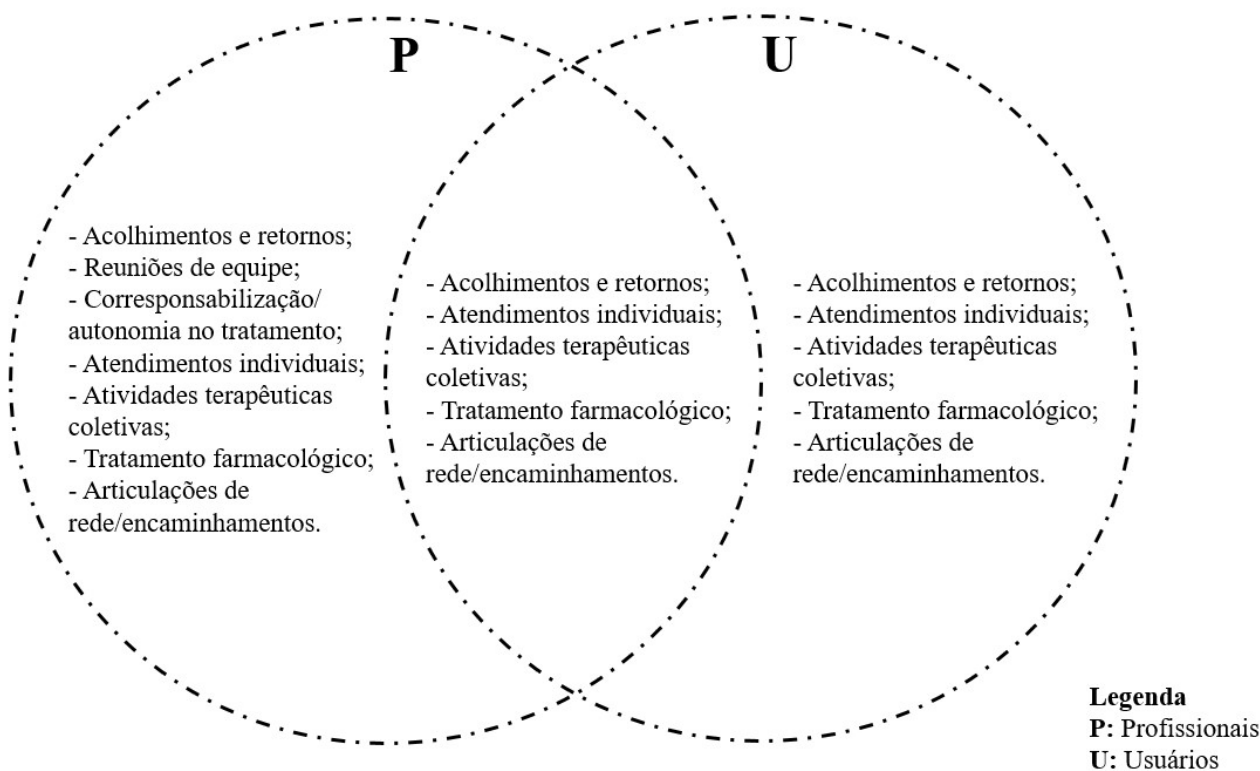 P
U
- Acolhimentos e retornos;
- Reuniões de equipe;
- Corresponsabilização/
autonomia no tratamento;
- Atendimentos individuais;
- Atividades terapêuticas
coletivas;
- Tratamento farmacológico;
- Articulações de
rede/encaminhamentos.
- Acolhimentos e retornos;
- Atendimentos individuais;
- Atividades terapêuticas
coletivas;
- Tratamento farmacológico;
- Articulações de
rede/encaminhamentos.
- Acolhimentos e retornos;
- Atendimentos individuais;
- Atividades terapêuticas
coletivas;
- Tratamento farmacológico;
- Articulações de
rede/encaminhamentos.
Legenda
P: Profissionais
U: Usuários